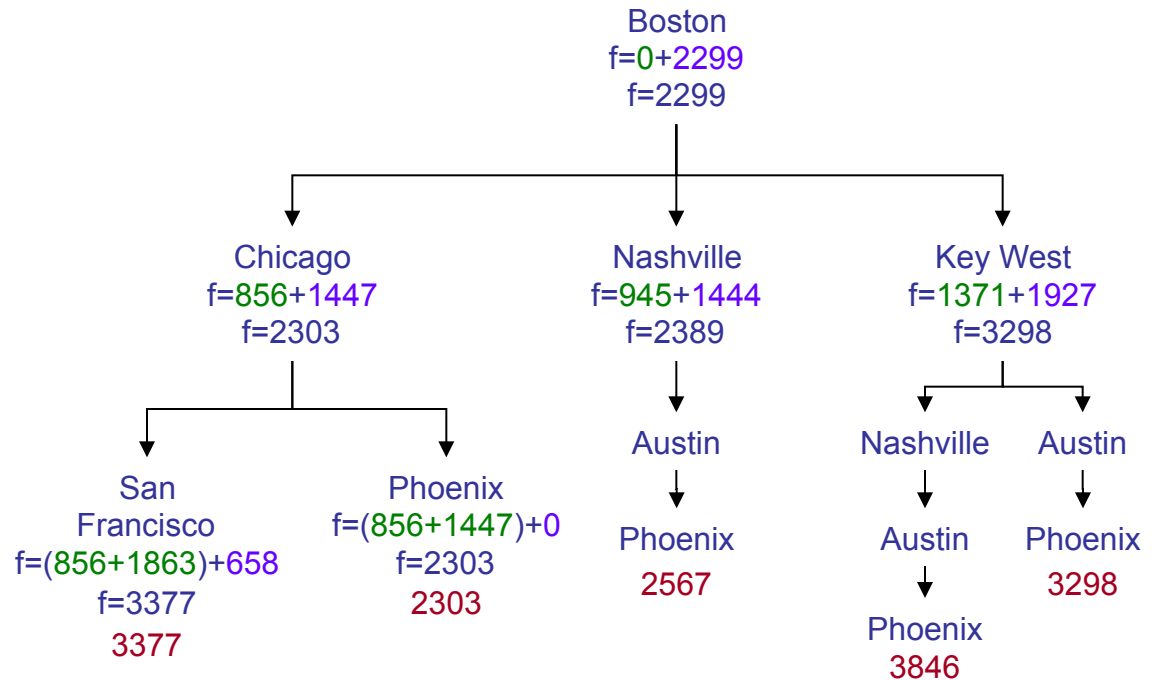 Boston
f=0+2299
f=2299
Chicago
f=856+1447
f=2303
Nashville
f=945+1444
f=2389
Key West
f=1371+1927
f=3298
San
Francisco
f=(856+1863)+658
f=3377
3377
Phoenix
f=(856+1447)+0
f=2303
2303
Austin
Phoenix
2567
Nashville
Austin
Phoenix
3846
Austin
Phoenix
3298